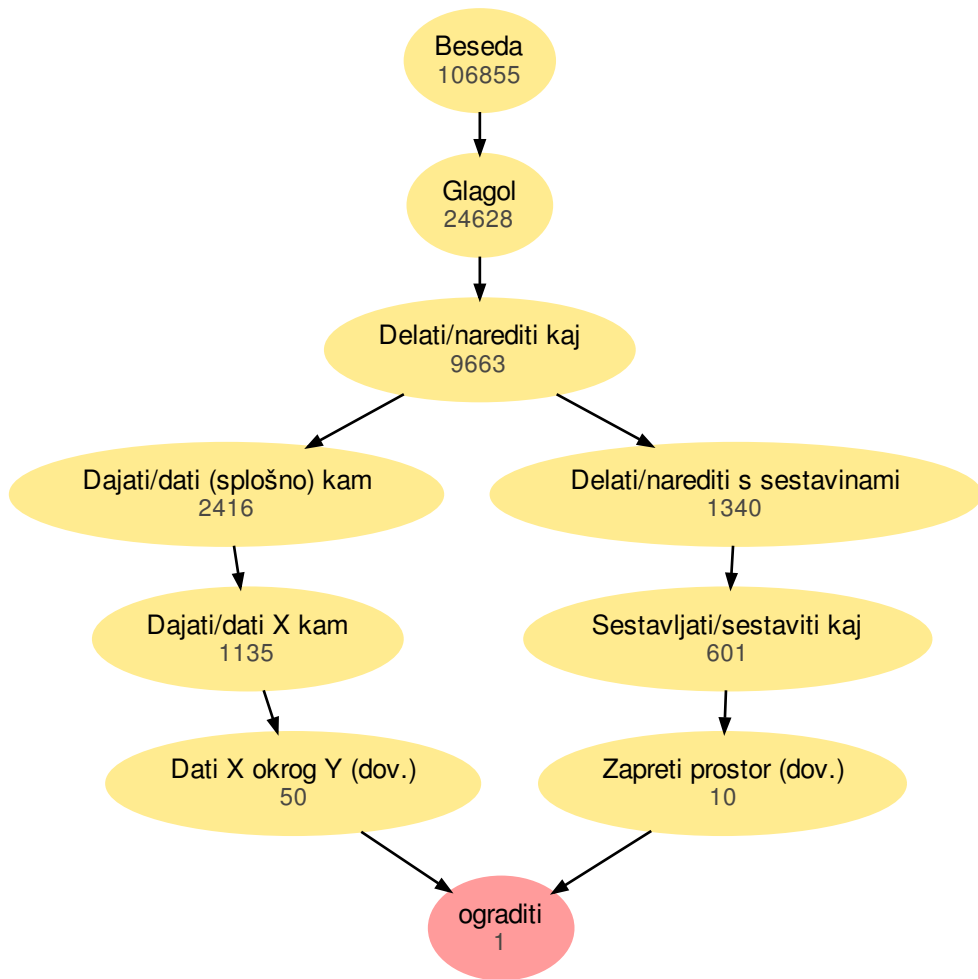 Beseda
106855
Glagol
24628
Delati/narediti kaj
9663
Dajati/dati (splošno) kam
2416
Delati/narediti s sestavinami
1340
Dajati/dati X kam
1135
Sestavljati/sestaviti kaj
601
Dati X okrog Y (dov.)
50
Zapreti prostor (dov.)
10
ograditi
1